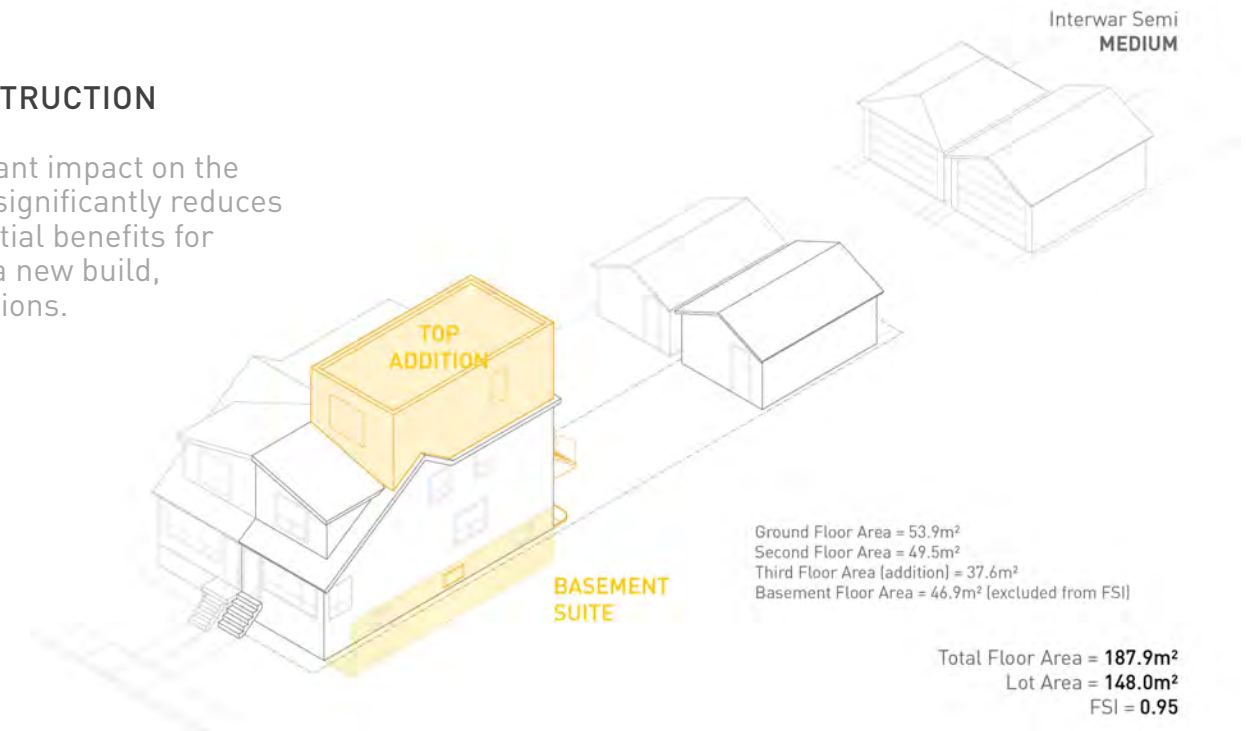 Interwar Semi
MEDIUM
TRUCTION
ant impact on the
significantly reduces
tial benefits for
a new build,
ions.
TOP
ADDITION
BASEMENT
SUITE
Ground Floor Area = 53.9m²
Second Floor Area = 49.5m²
Third Floor Area (addition) = 37.6m²
Basement Floor Area = 46.9m² (excluded from FSI)
Total Floor Area = 187.9m²
Lot Area = 148.0m²
FSI = 0.95